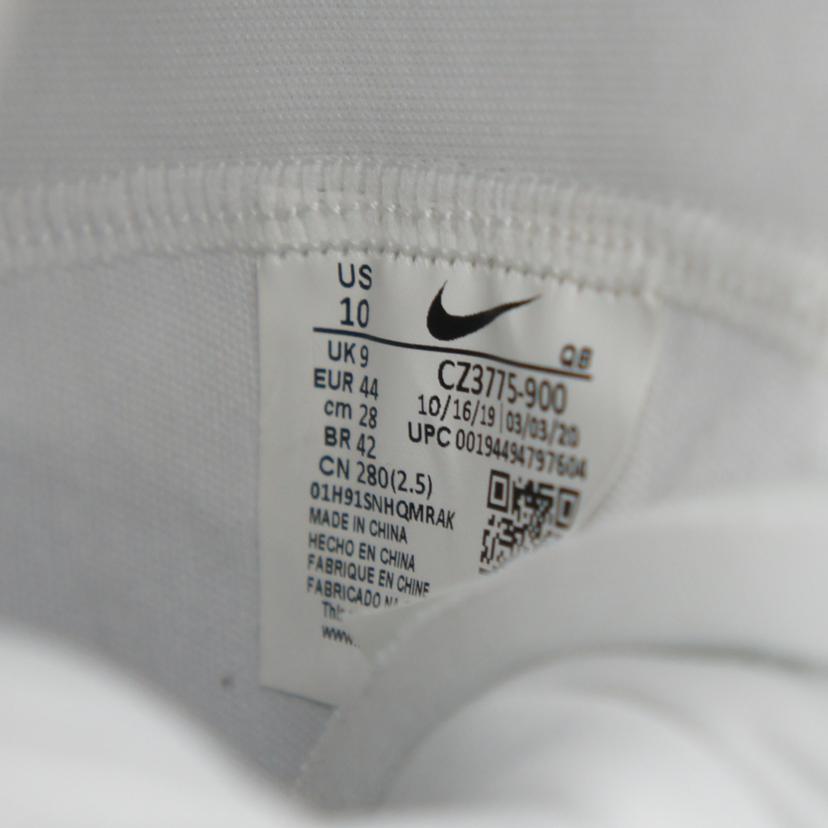 US
10
UK 9
EUR 44
cm 28
BR 42
CN 280(2.5)
01H91SNHQMRAK
MADE IN CHINA
HECHO EN CHINA
FABRIQUE EN CHINE
FABRICADO
QB
CZ3775-900
10/16/19 | 03/03/20
UPC 00194494797604